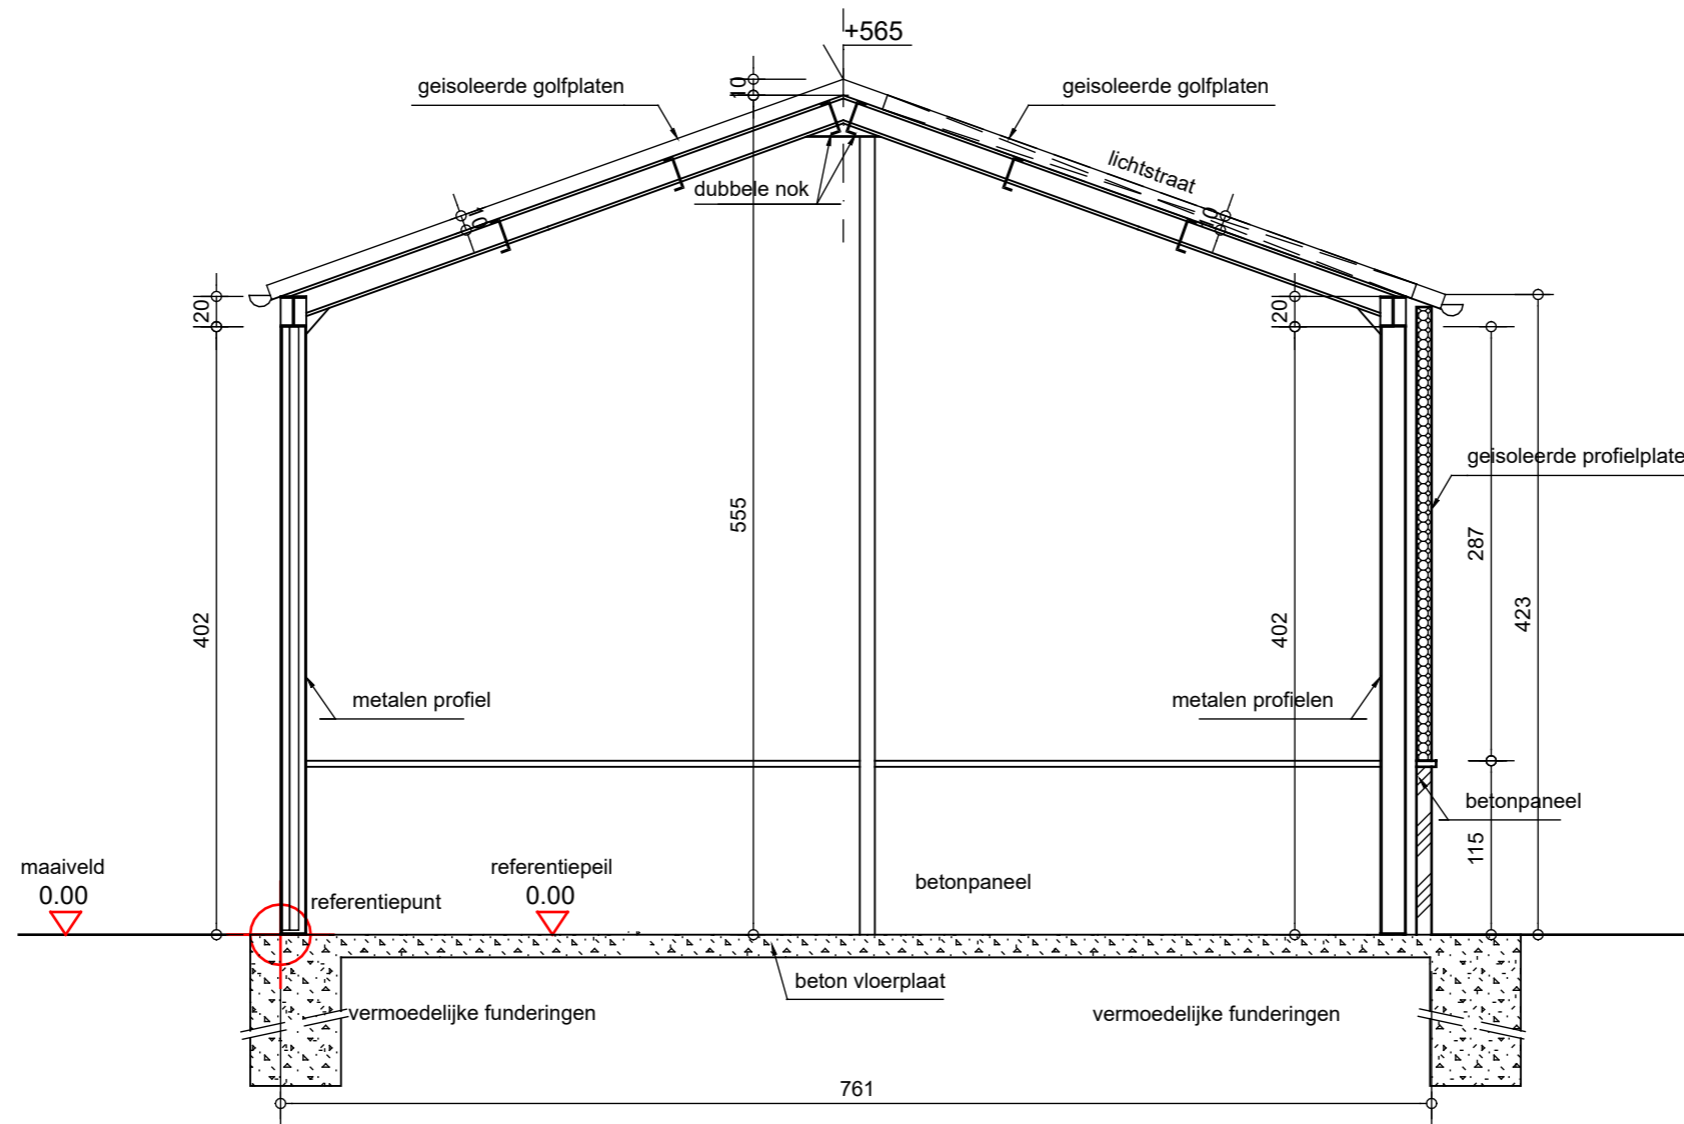 +565
10
geisoleerde golfplaten
geisoleerde golfplaten
lichtstraat
dubbele nok
20
20
geisoleerde profielplate
555
287
402
402
423
metalen profiel
metalen profielen
betonpaneel
115
maaiveld
0.00
referentiepeil
0.00
referentiepunt
betonpaneel
beton vloerplaat
vermoedelijke funderingen
vermoedelijke funderingen
761